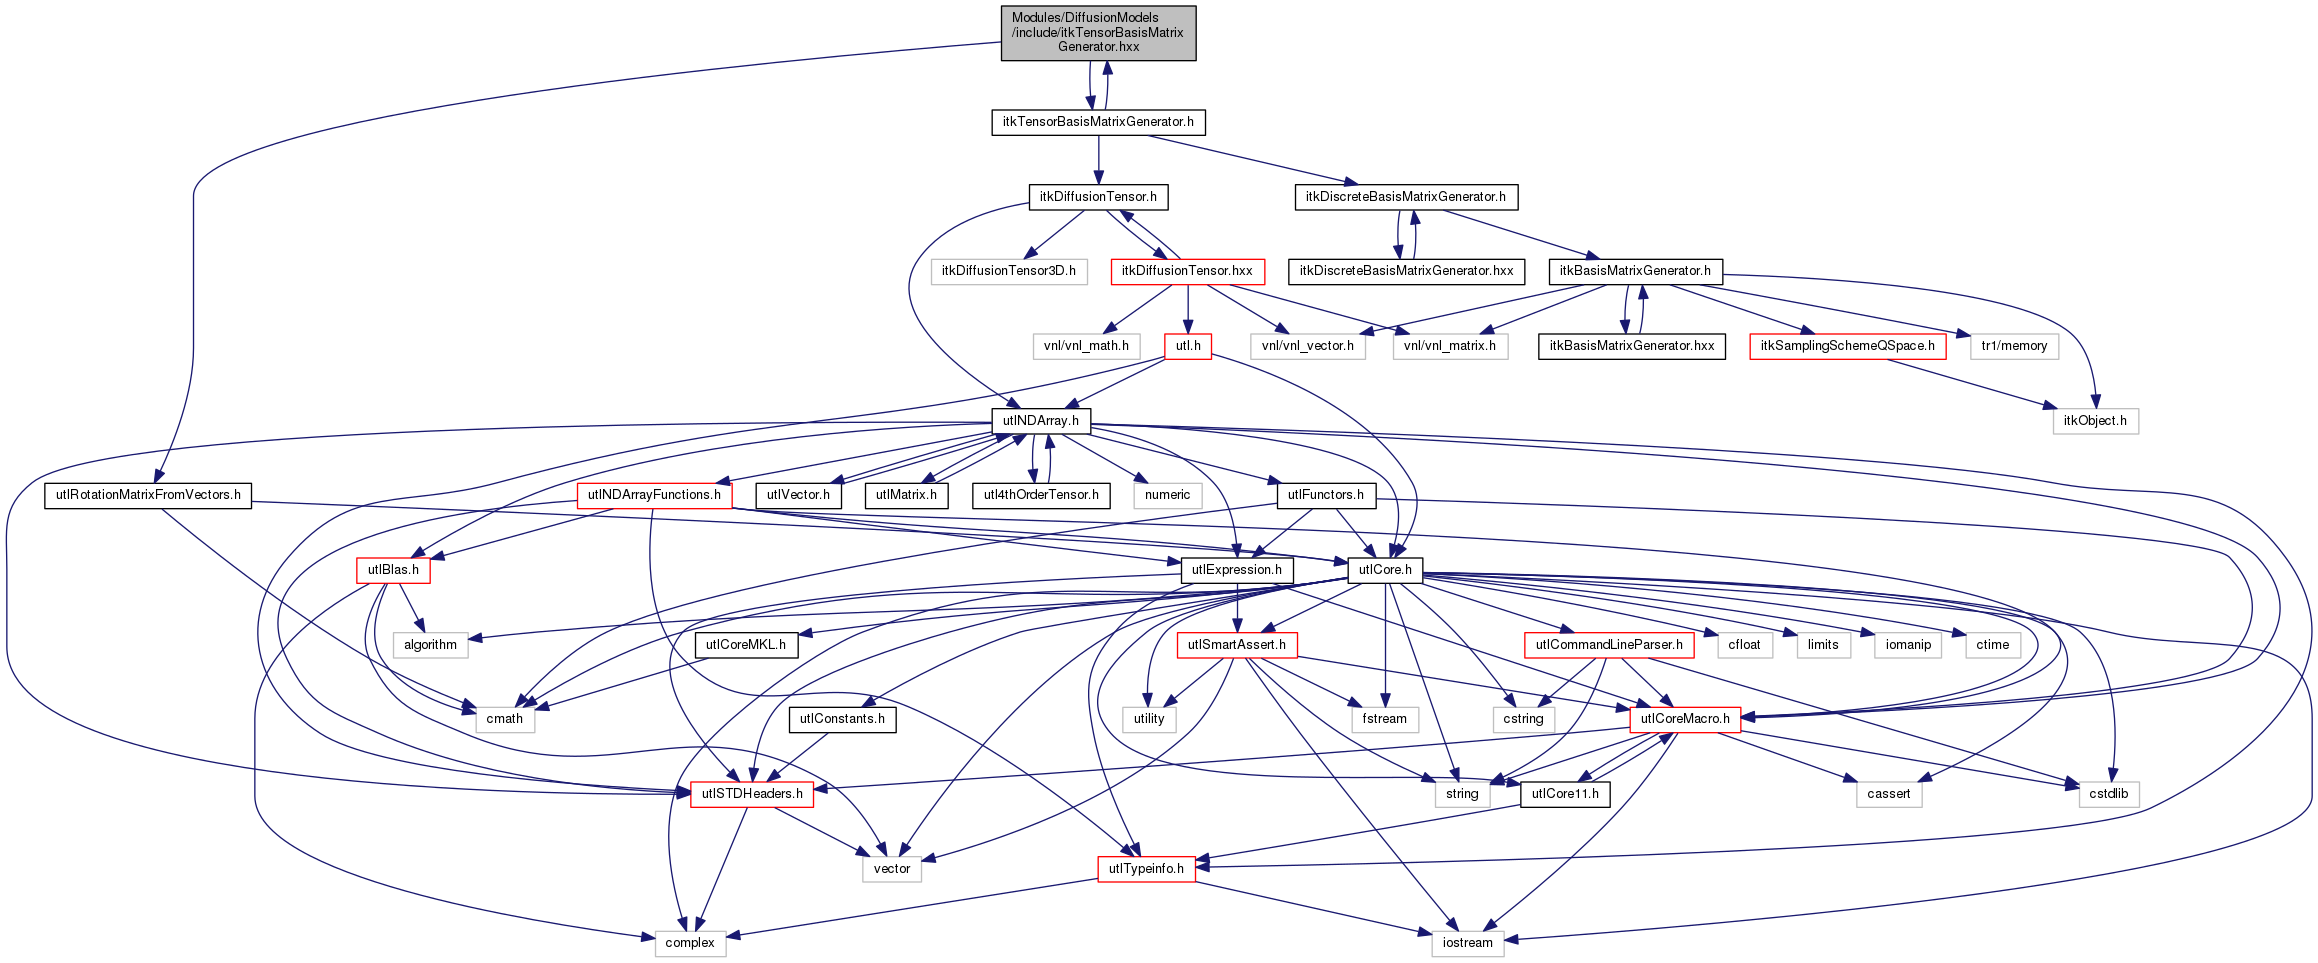 Modules/DiffusionModels
/include/itkTensorBasisMatrix
Generator.hxx
itkTensorBasisMatrixGenerator.h
itkDiffusionTensor.h
itkDiscreteBasisMatrixGenerator.h
itkDiffusionTensor3D.h
itkDiffusionTensor.hxx
itkDiscreteBasisMatrixGenerator.hxx
itkBasisMatrixGenerator.h
vnl/vnl_math.h
utl.h
vnl/vnl_vector.h
vnl/vnl_matrix.h
itkBasisMatrixGenerator.hxx
itkSamplingSchemeQSpace.h
tr1/memory
utlNDArray.h
itkObject.h
utlRotationMatrixFromVectors.h
utlNDArrayFunctions.h
utlVector.h
utlMatrix.h
utl4thOrderTensor.h
numeric
utlFunctors.h
utlBlas.h
utlExpression.h
utlCore.h
algorithm
utlCoreMKL.h
utlSmartAssert.h
utlCommandLineParser.h
cfloat
limits
iomanip
ctime
cmath
utlConstants.h
utility
fstream
cstring
utlCoreMacro.h
utlSTDHeaders.h
string
utlCore11.h
cassert
cstdlib
vector
utlTypeinfo.h
complex
iostream